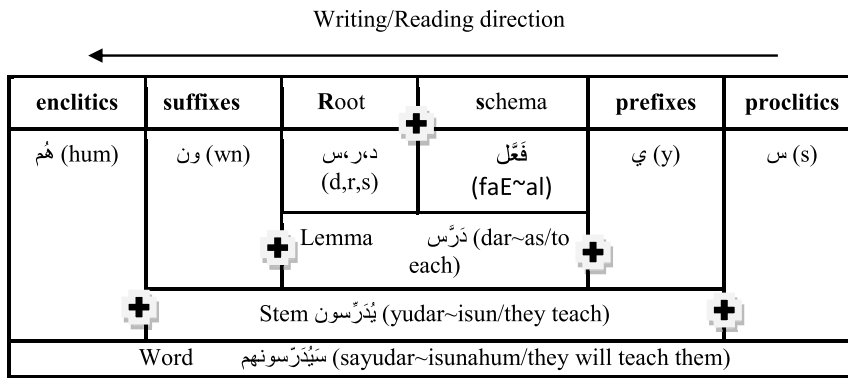 Writing/Reading direction
enclitics suffixes Root schema prefixes proclitics
هُم (hum) ون (wn) د،ر،س فَعَّل ي (y) س (s)
(d,r,s) (faE~al)
Lemma دَرَّس (dar~as/to
each)
Stem يُدَرِّسون (yudar~isun/they teach)
Word سَيُدَرِّسونهم (sayudar~isunahum/they will teach them)